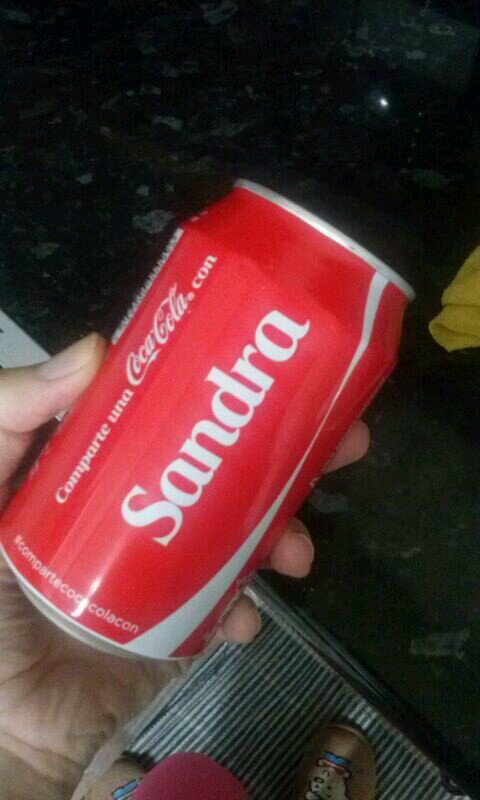 Comparte una Coca-Cola® con
Sandra
#compartecocacolacon